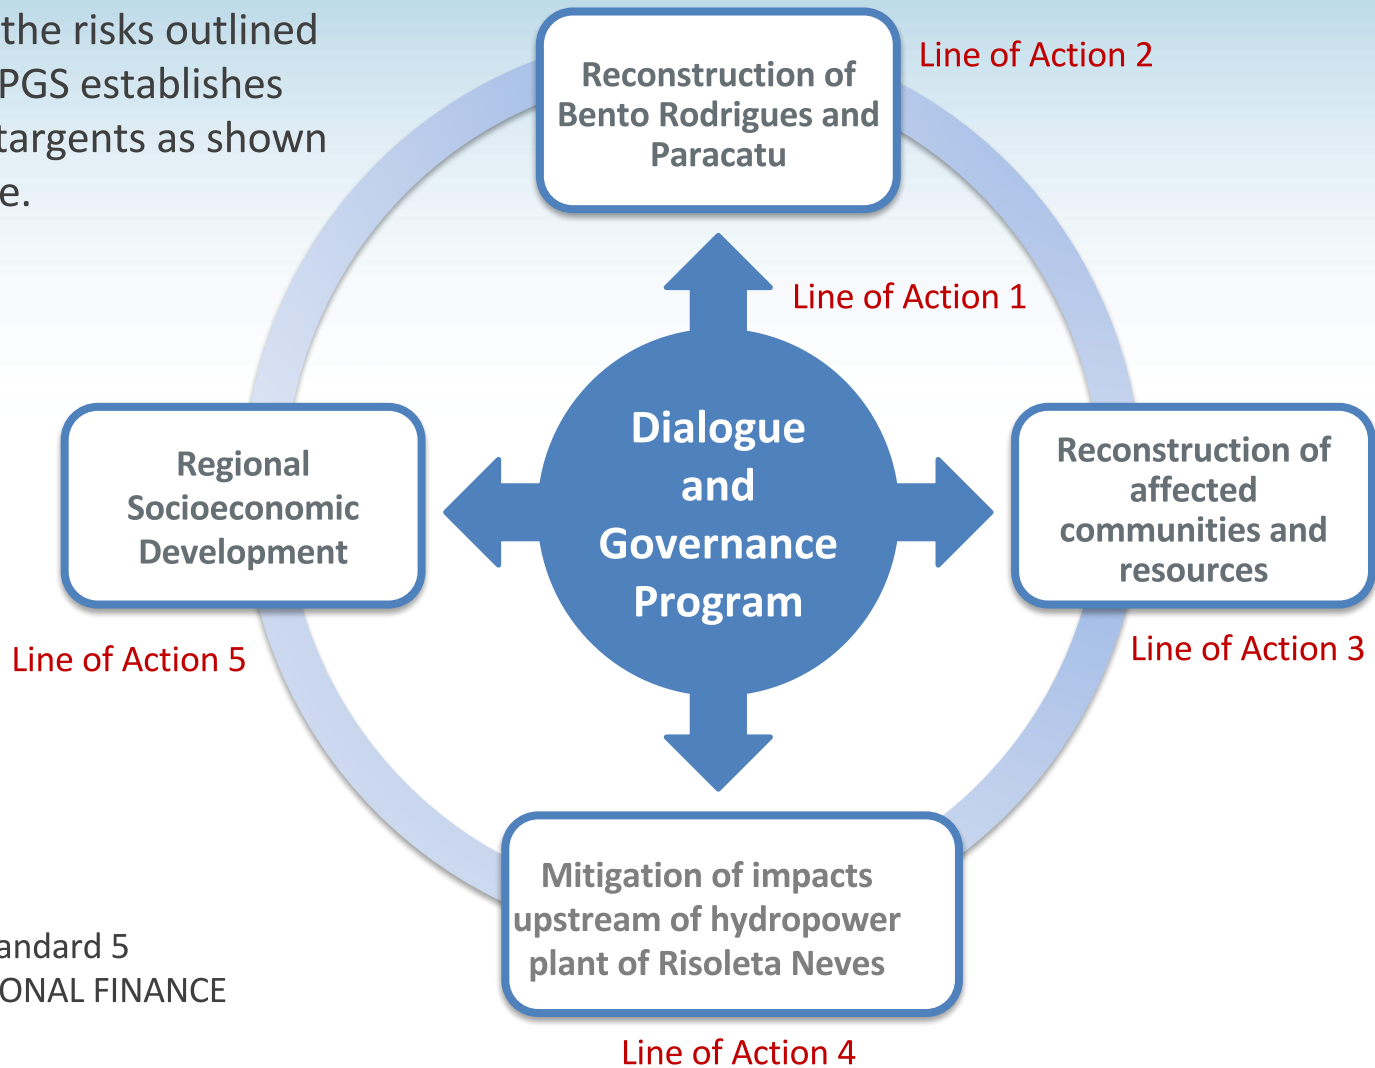 the risks outlined
PGS establishes
targents as shown
e.
Reconstruction of
Bento Rodrigues and
Paracatu
Line of Action 2
Line of Action 1
Dialogue
and
Governance
Program
Regional
Socioeconomic
Development
Line of Action 5
Reconstruction of
affected
communities and
resources
Line of Action 3
Mitigation of impacts
upstream of hydropower
plant of Risoleta Neves
Line of Action 4
andard 5
IONAL FINANCE